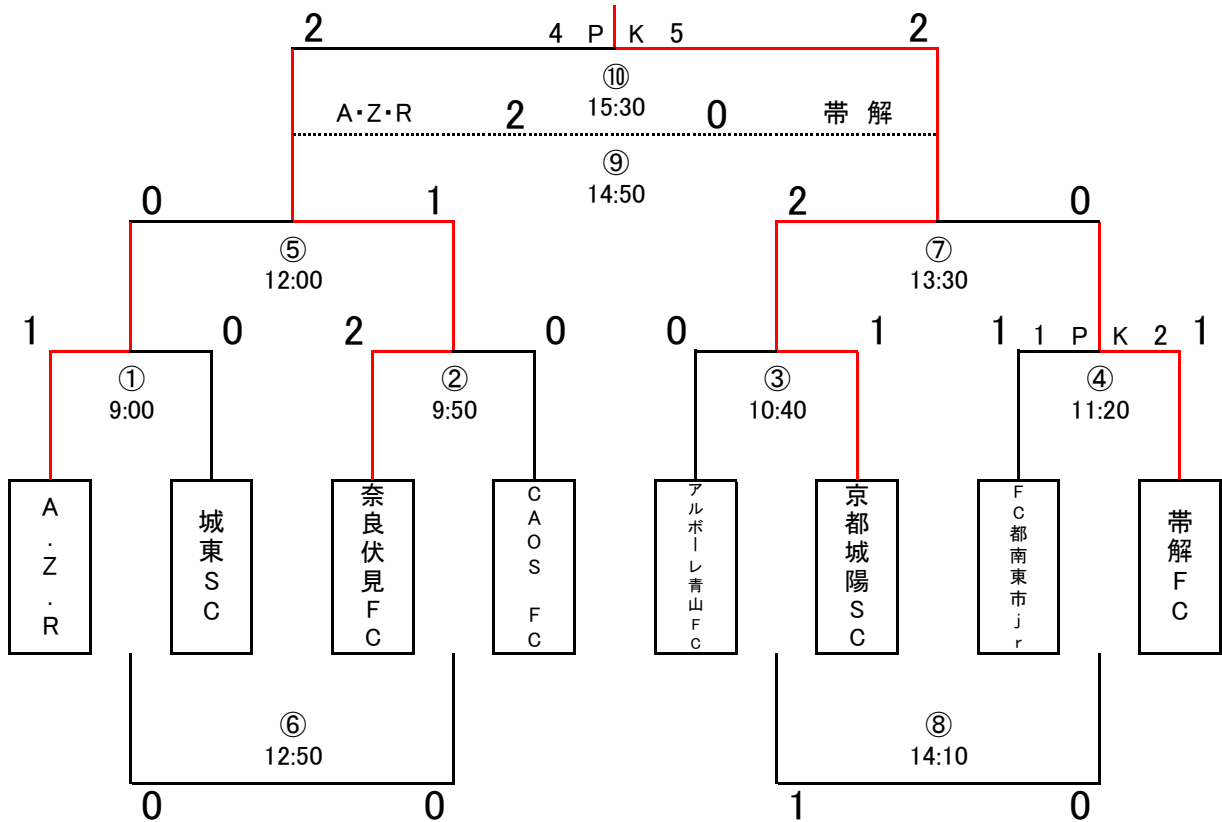 2 4 P K 5 2
⑩
15:30
A・Z・R 2 0 帯 解
⑨
14:50
0 1 2 0
⑤ ⑦
12:00 13:30
1 0 2 0 0 1 1 1 P K 2 1
① ② ③ ④
9:00 9:50 10:40 11:20
A.Z.R
城東SC
奈良伏見FC
CAOS FC
アルボーレ青山FC
京都城陽SC
FC都南東市jr
帯解FC
⑥ ⑧
12:50 14:10
0 0 1 0